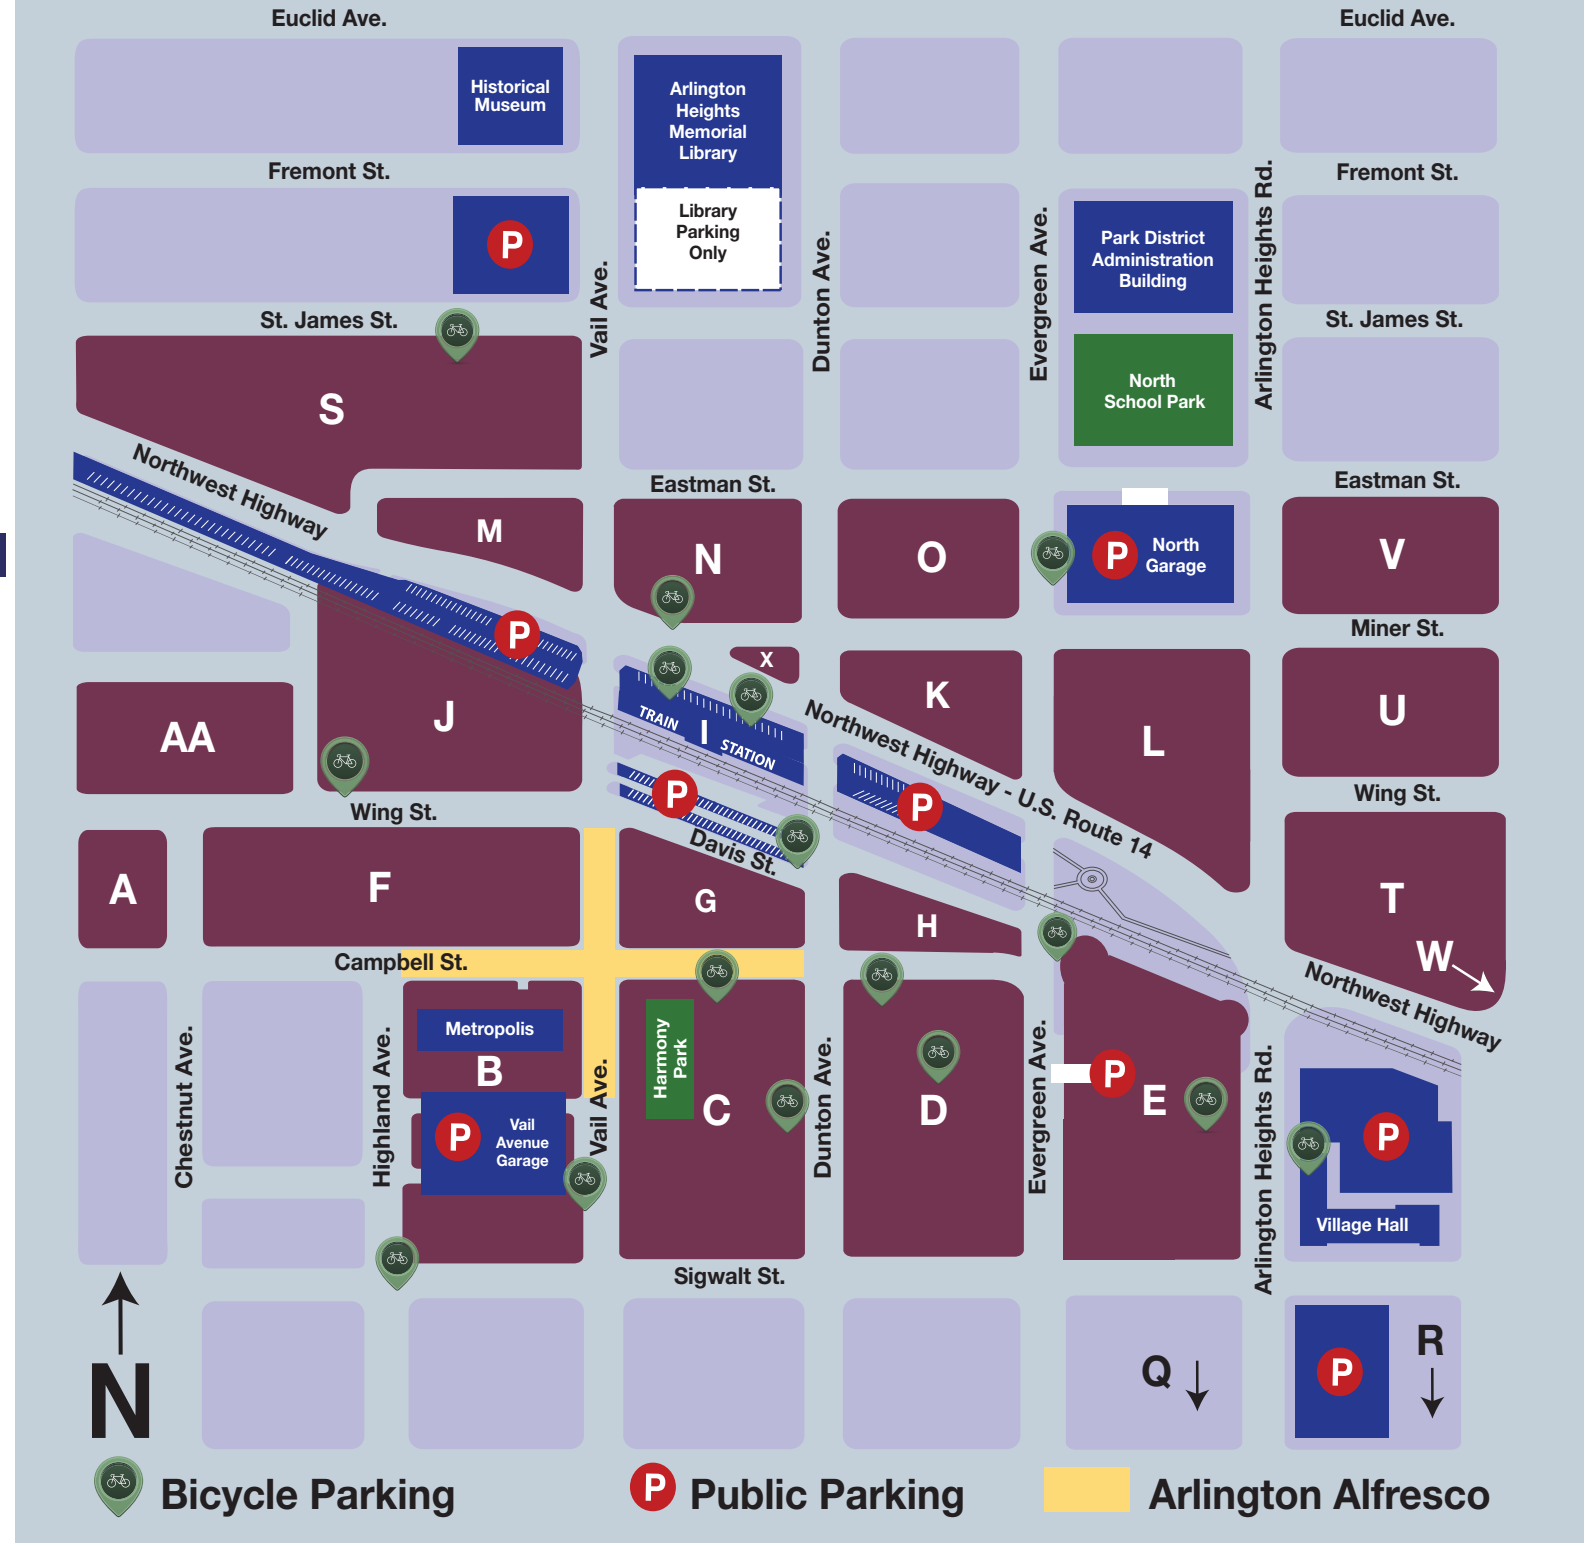 Euclid Ave.
Euclid Ave.
Historical
Museum
Arlington
Heights
Memorial
Library
Fremont St.
Fremont St.
P
Library
Parking
Only
Park District
Administration
Building
Vail Ave.
Dunton Ave.
Evergreen Ave.
Arlington Heights Rd.
St. James St.
St. James St.
North
School Park
S
Northwest Highway
Eastman St.
Eastman St.
M
N
O
P
North
Garage
V
Miner St.
P
X
K
L
U
AA
J
TRAIN
I
STATION
Northwest Highway - U.S. Route 14
P
P
Wing St.
Wing St.
Davis St.
A
F
G
H
T
W
Campbell St.
Northwest Highway
Metropolis
B
Harmony
Park
C
D
P
E
P
Vail
Avenue
Garage
P
Chestnut Ave.
Highland Ave.
Vail Ave.
Dunton Ave.
Evergreen Ave.
Arlington Heights Rd.
Village Hall
Sigwalt St.
N
Q
P
R
Bicycle Parking
P
Public Parking
Arlington Alfresco